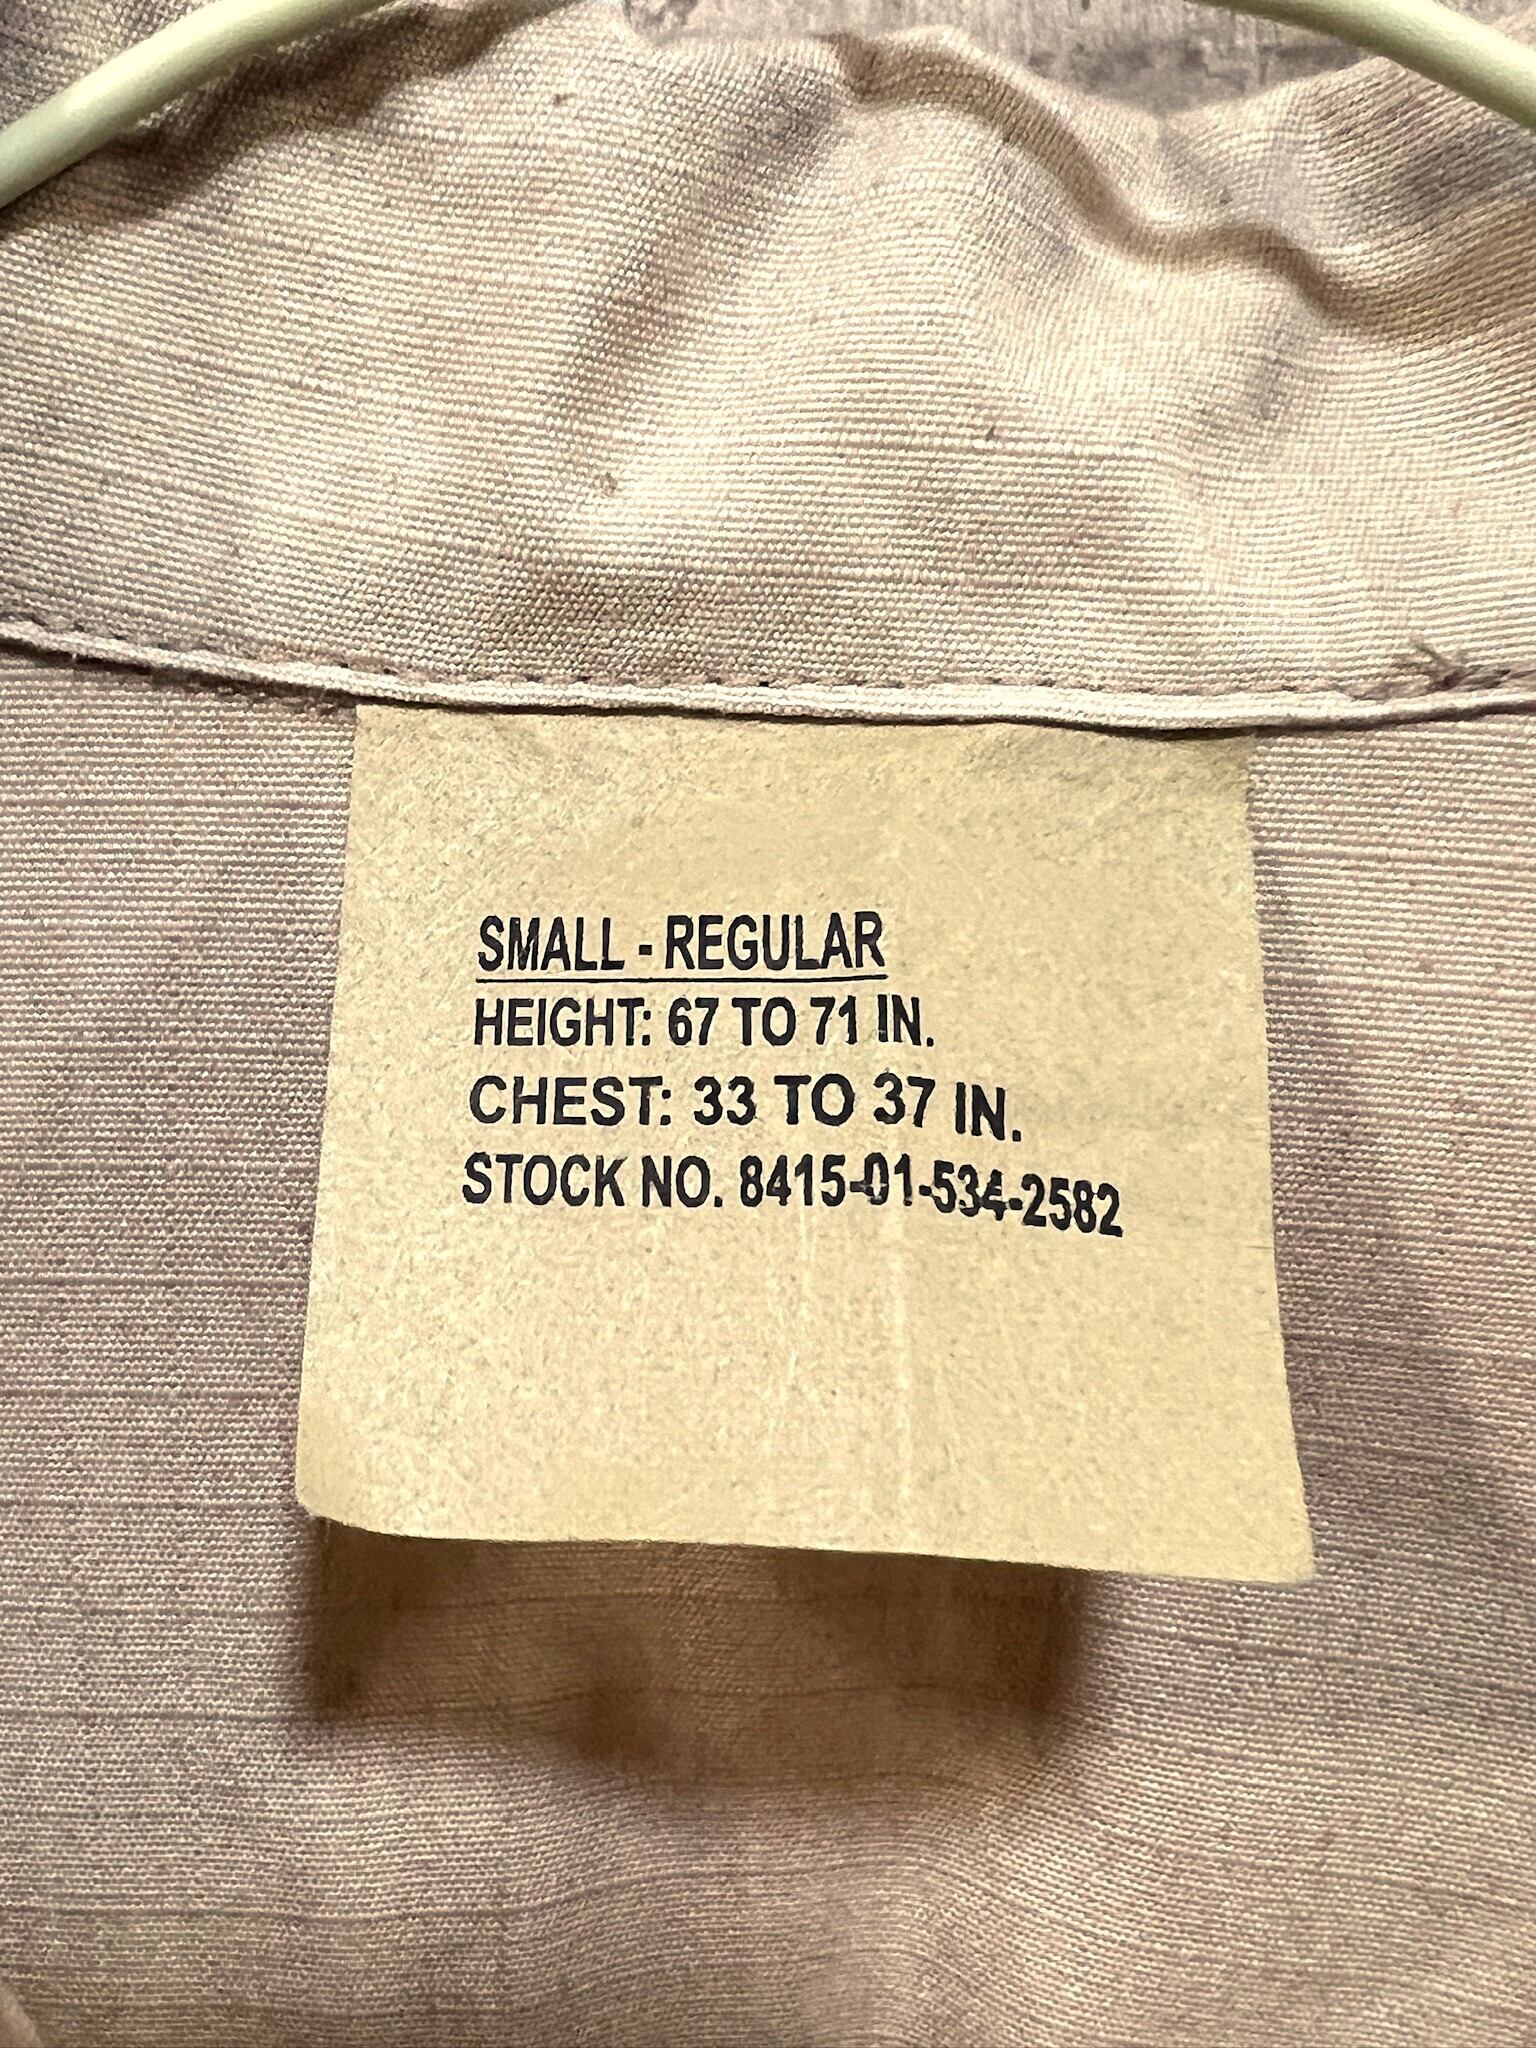 SMALL - REGULAR
HEIGHT: 67 TO 71 IN.
CHEST: 33 TO 37 IN.
STOCK NO. 8415-01-534-2582